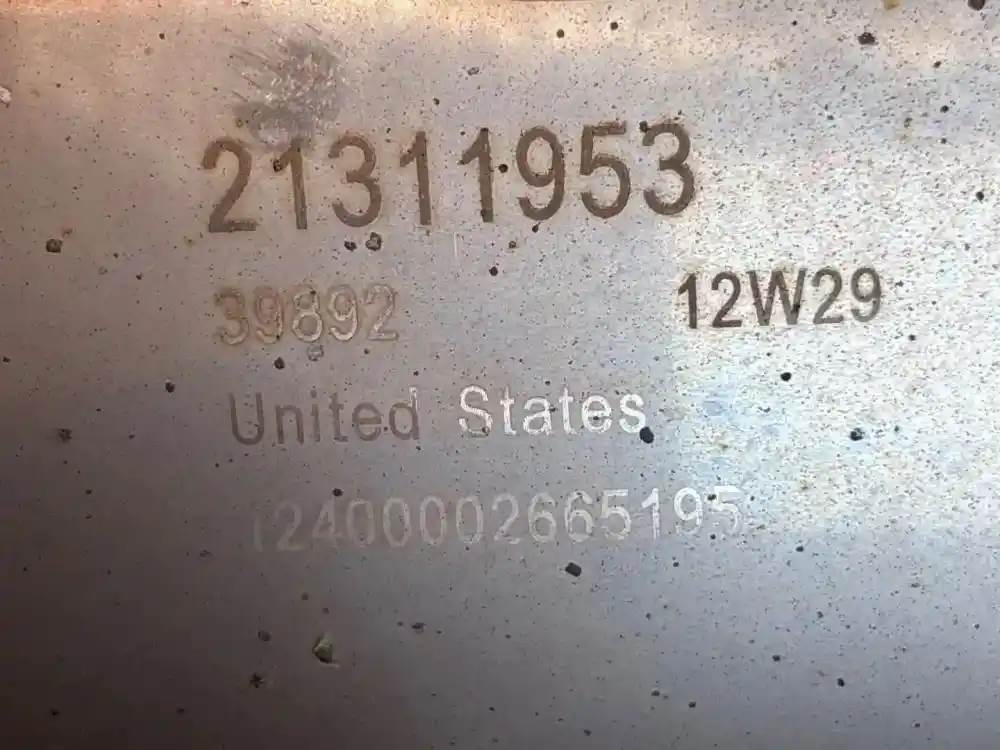 21311953
39892 12W29
United States
12400002665195